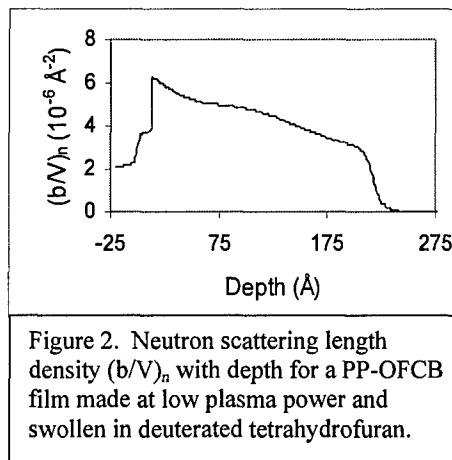 8
6
4
2
0
(b/V)n (10⁻⁶ Å⁻²)
-25 75 175 275
Depth (Å)
Figure 2. Neutron scattering length
density (b/V)n with depth for a PP-OFCB
film made at low plasma power and
swollen in deuterated tetrahydrofuran.